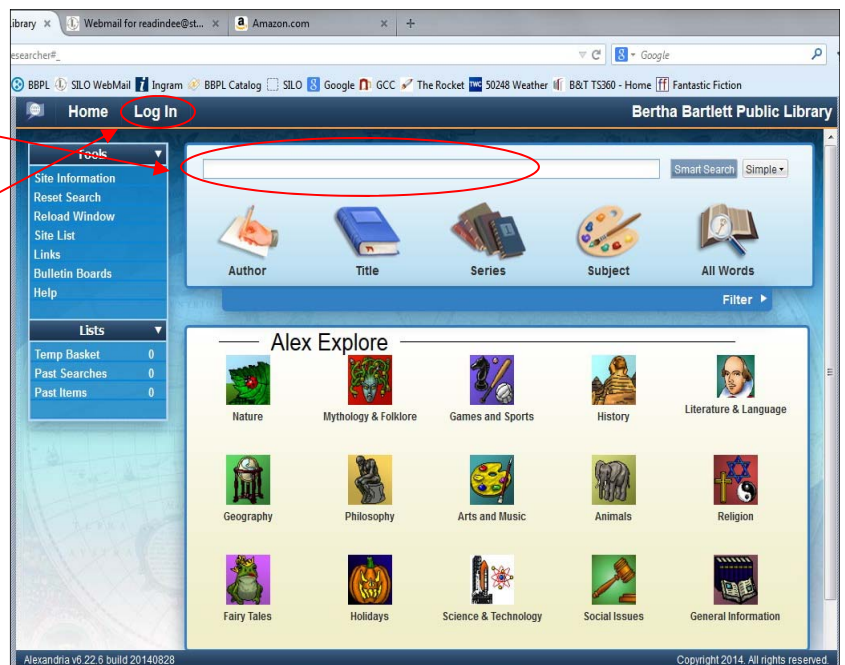 ibrary × Webmail for readindee@st... × Amazon.com × +
esearcher#_ Google
BBPL SILO WebMail Ingram BBPL Catalog SILO Google GCC The Rocket 50248 Weather B&T TS360 - Home Fantastic Fiction
Home Log In Bertha Bartlett Public Library
Tools
Site Information
Reset Search
Reload Window
Site List
Links
Bulletin Boards
Help
Lists
Temp Basket 0
Past Searches 0
Past Items 0
Smart Search Simple
Author Title Series Subject All Words
Filter
Alex Explore
Nature Mythology & Folklore Games and Sports History Literature & Language
Geography Philosophy Arts and Music Animals Religion
Fairy Tales Holidays Science & Technology Social Issues General Information
Alexandria v6.22.6 build 20140828 Copyright 2014. All rights reserved.